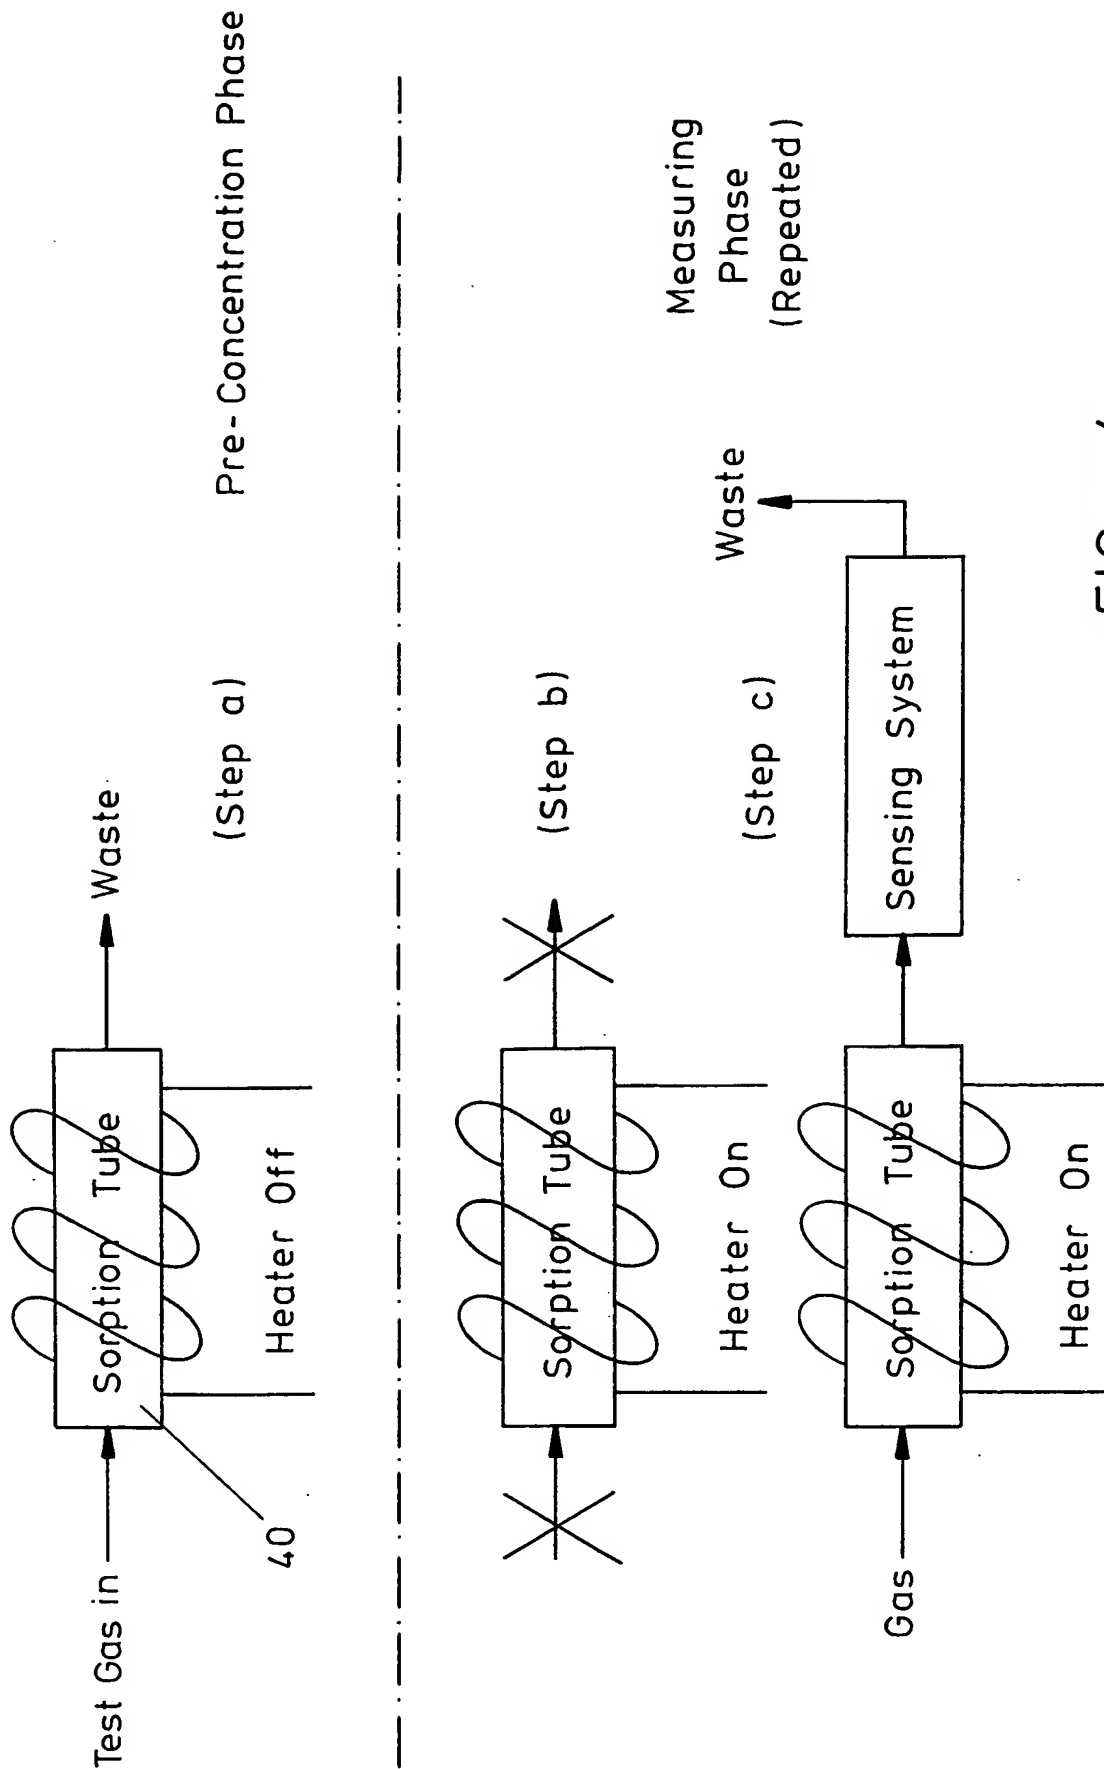 Test Gas in
Sorption Tube
Waste
40
Heater Off
(Step a)
Pre-Concentration Phase
Sorption Tube
(Step b)
Heater On
Measuring
Phase
(Repeated)
Gas
Sorption Tube
Sensing System
Waste
(Step c)
Heater On